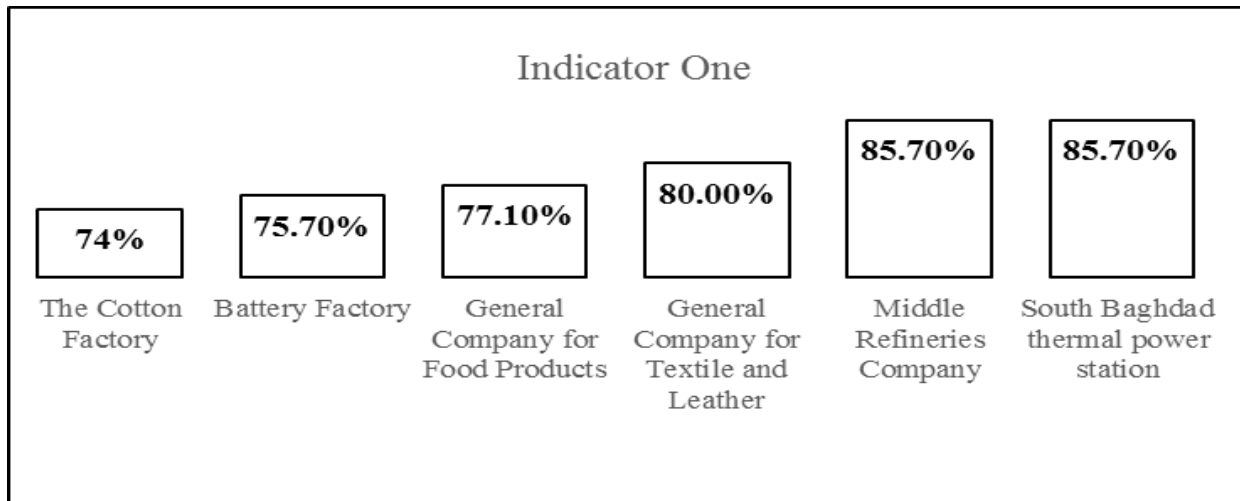 Indicator One
74%
75.70%
77.10%
80.00%
85.70%
85.70%
The Cotton
Factory
Battery Factory
General
Company for
Food Products
General
Company for
Textile and
Leather
Middle
Refineries
Company
South Baghdad
thermal power
station